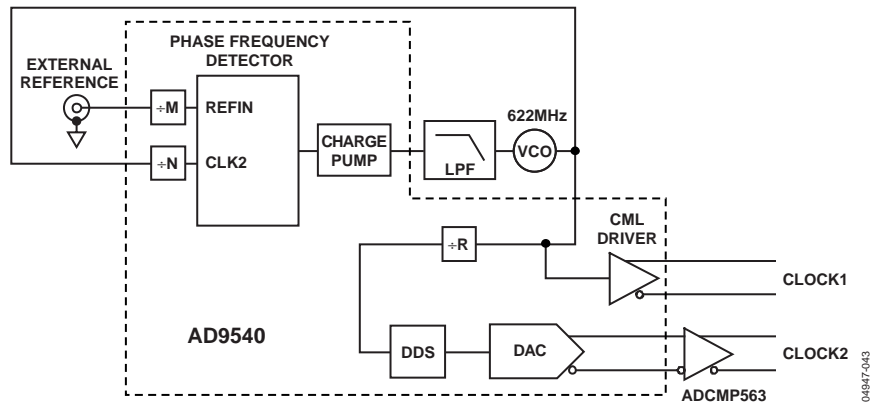 PHASE FREQUENCY
DETECTOR
EXTERNAL
REFERENCE
÷M
REFIN
622MHz
CHARGE
PUMP
LPF
VCO
÷N
CLK2
CML
DRIVER
÷R
CLOCK1
AD9540
DDS
DAC
CLOCK2
ADCMP563
04947-043